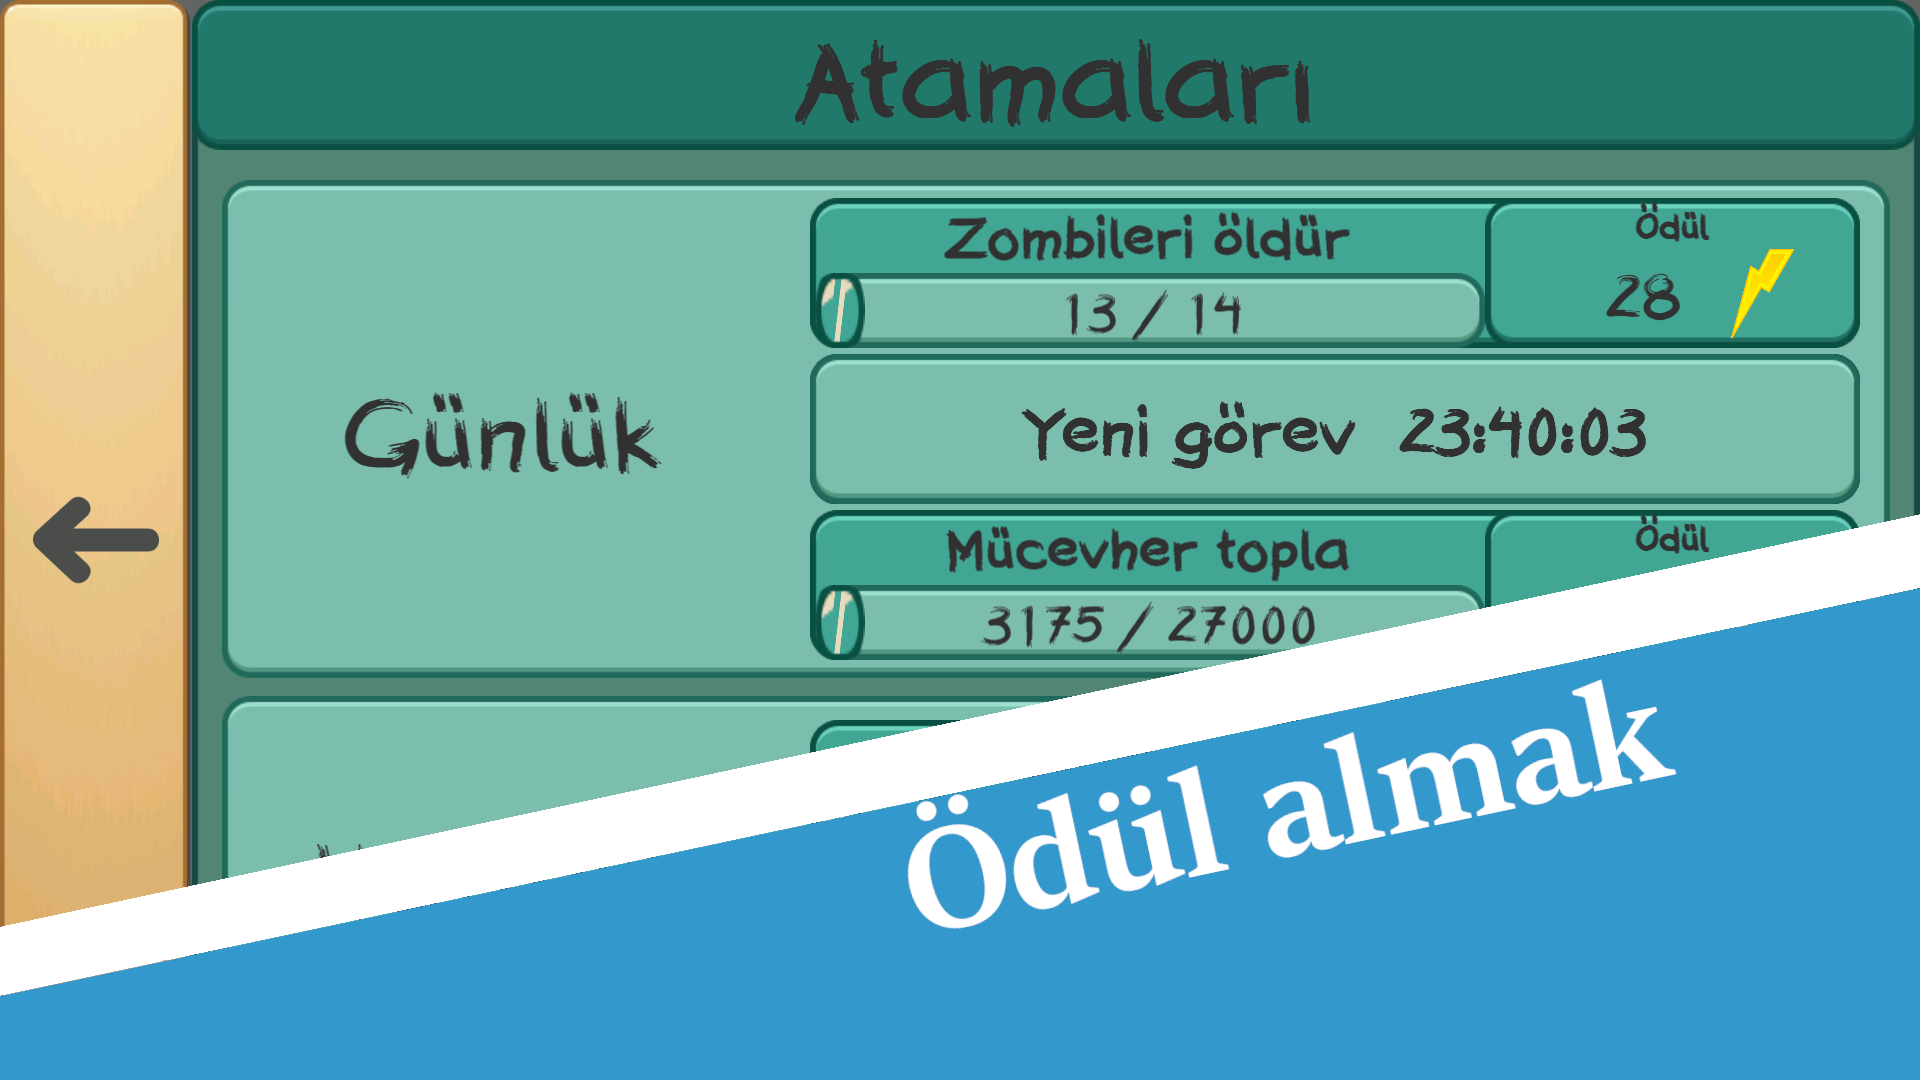 Atamaları
Günlük
Zombileri öldür
13 / 14
Ödül
28
Yeni görev 23:40:03
Mücevher topla
3175 / 27000
Ödül
Ödül almak